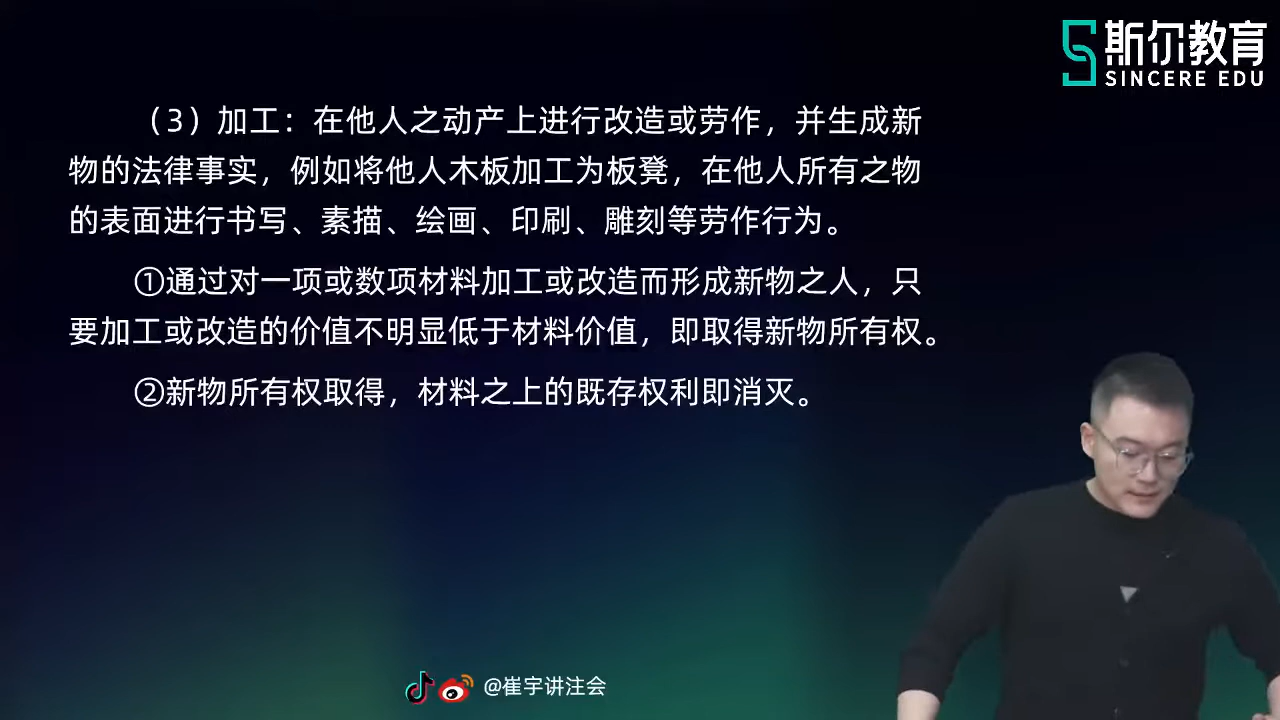 斯尔教育
SINCERE EDU
（3）加工：在他人之动产上进行改造或劳作，并生成新
物的法律事实，例如将他人木板加工为板凳，在他人所有之物
的表面进行书写、素描、绘画、印刷、雕刻等劳作行为。
①通过对一项或数项材料加工或改造而形成新物之人，只
要加工或改造的价值不明显低于材料价值，即取得新物所有权。
②新物所有权取得，材料之上的既存权利即消灭。
@崔宇讲注会